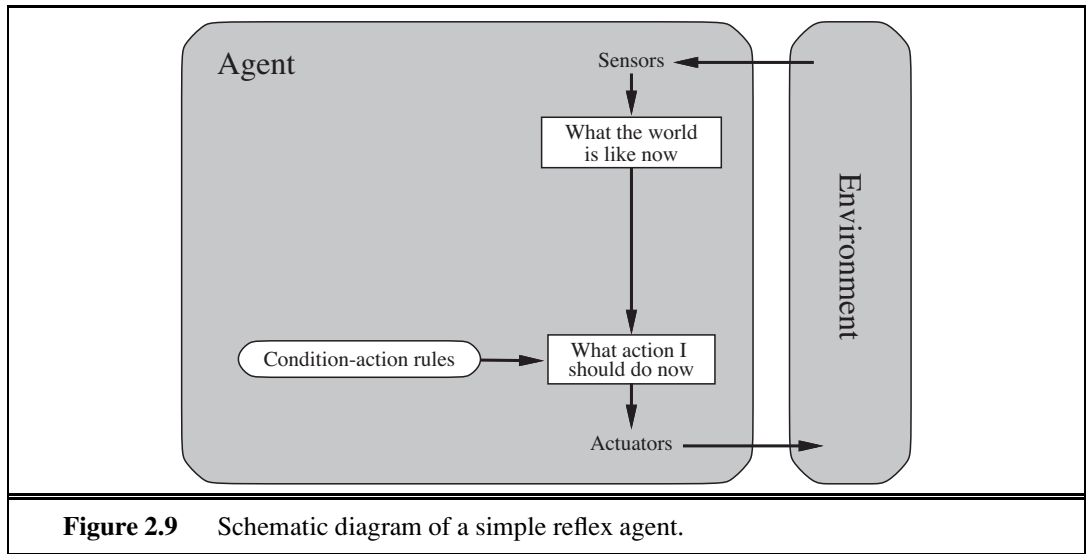 Agent
Sensors
What the world
is like now
Environment
Condition-action rules
What action I
should do now
Actuators
Figure 2.9 Schematic diagram of a simple reflex agent.